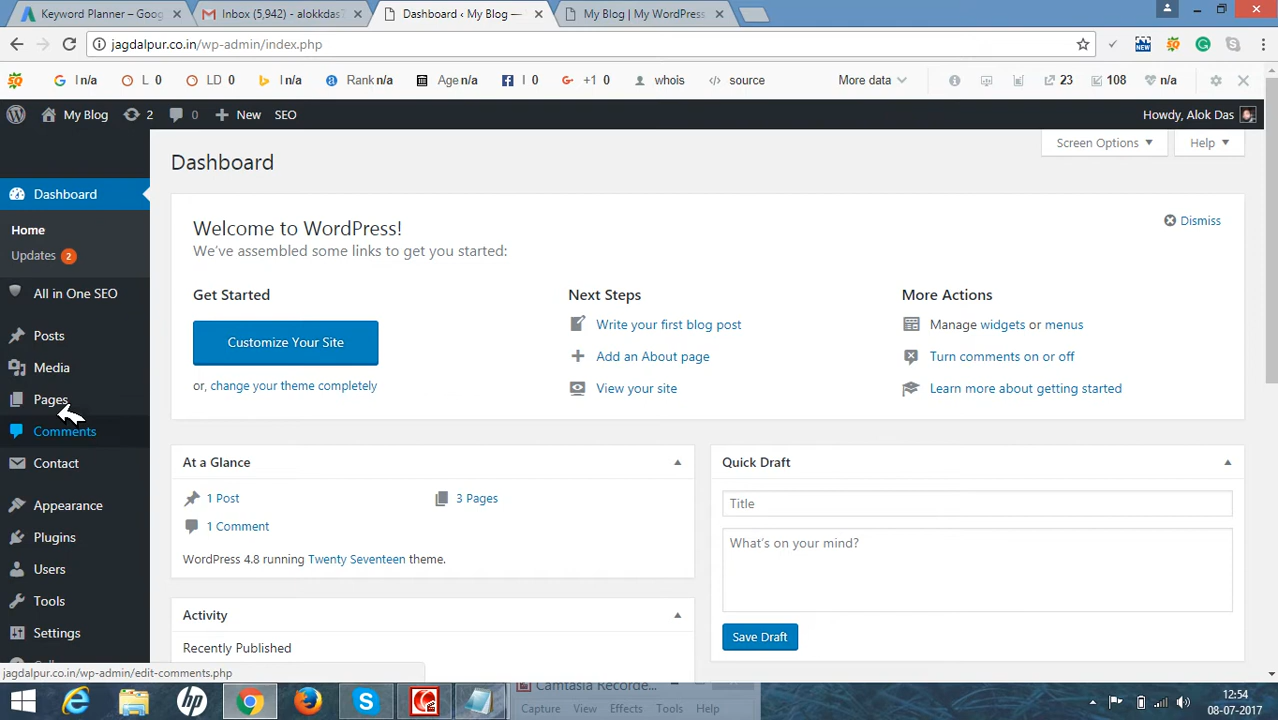 Keyword Planner – Goog
Inbox (5,942) - alokkdas7
Dashboard ‹ My Blog —
My Blog | My WordPress
jagdalpur.co.in/wp-admin/index.php
I n/a
L 0
LD 0
I n/a
Rank n/a
Age n/a
I 0
+1 0
whois
source
More data
23
108
n/a
My Blog
2
0
New
SEO
Howdy, Alok Das
Dashboard
Home
Updates 2
All in One SEO
Posts
Media
Pages
Comments
Contact
Appearance
Plugins
Users
Tools
Settings
Dashboard
Screen Options
Help
Welcome to WordPress!
We've assembled some links to get you started:
Dismiss
Get Started
Customize Your Site
or, change your theme completely
Next Steps
Write your first blog post
Add an About page
View your site
More Actions
Manage widgets or menus
Turn comments on or off
Learn more about getting started
At a Glance
1 Post
3 Pages
1 Comment
WordPress 4.8 running Twenty Seventeen theme.
Activity
Recently Published
Quick Draft
Title
What's on your mind?
Save Draft
jagdalpur.co.in/wp-admin/edit-comments.php
Camtasia Recorde...
Capture
View
Effects
Tools
Help
12:54
08-07-2017